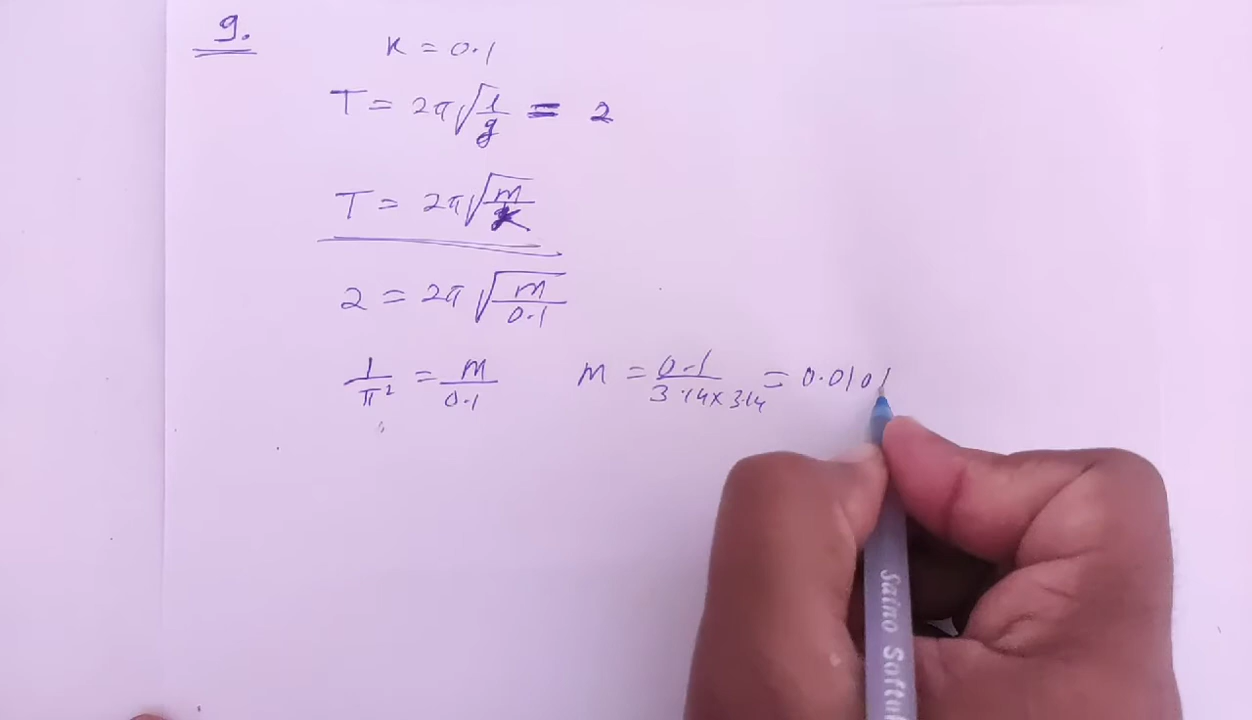 9.
K = 0.1
T = 2π√(l/g) = 2
T = 2π√(m/k)
2 = 2π√(m/0.1)
1/π² = m/0.1   m = 0.1/(3.14×3.14) = 0.0101
Saino Softli